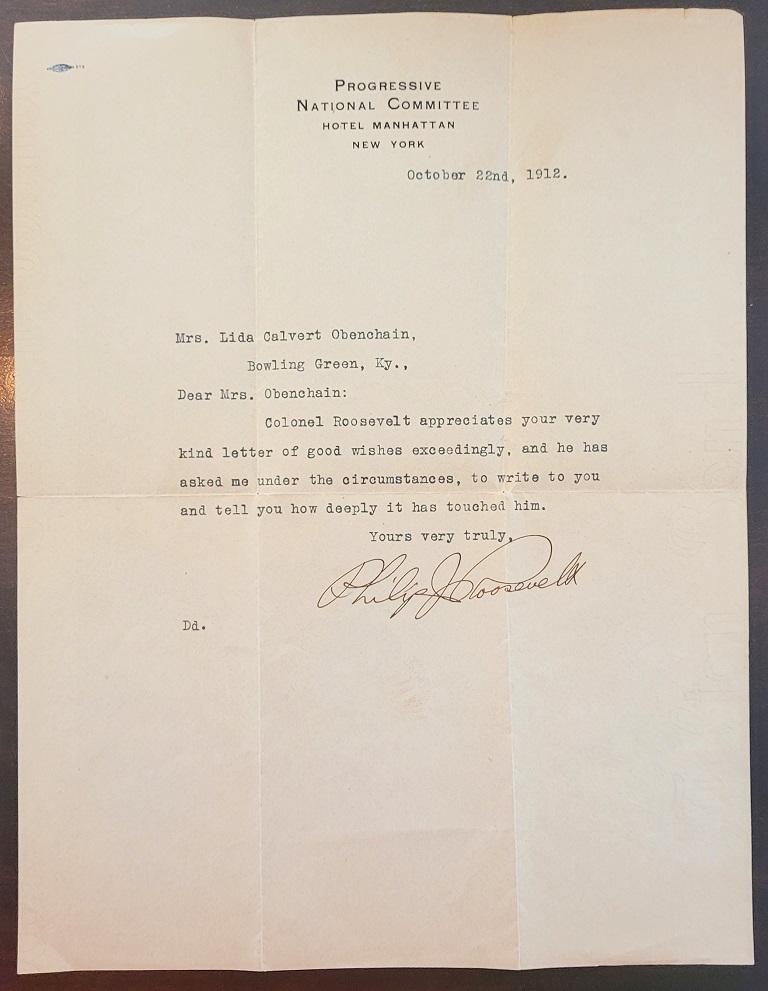 PROGRESSIVE
NATIONAL COMMITTEE
HOTEL MANHATTAN
NEW YORK
October 22nd, 1912.
Mrs. Lida Calvert Obenchain,
Bowling Green, Ky.,
Dear Mrs. Obenchain:
Colonel Roosevelt appreciates your very
kind letter of good wishes exceedingly, and he has
asked me under the circumstances, to write to you
and tell you how deeply it has touched him.
Yours very truly,
Philip J Roosevelt
Dd.